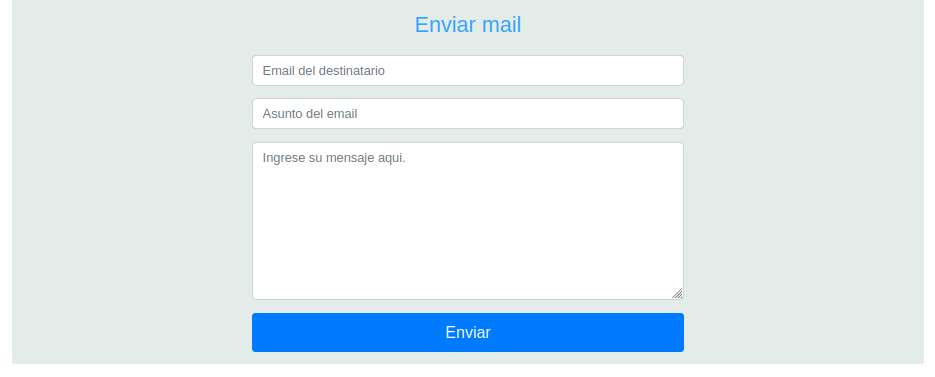 Enviar mail
Email del destinatario
Asunto del email
Ingrese su mensaje aqui.
Enviar